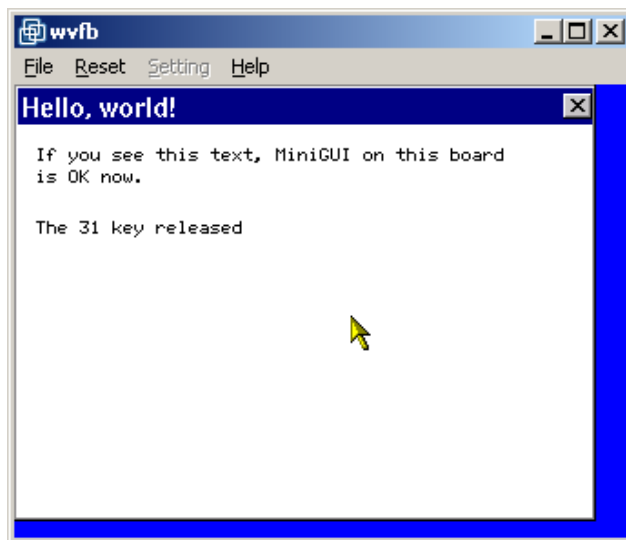 wvfb
File Reset Setting Help
Hello, world!
If you see this text, MiniGUI on this board
is OK now.
The 31 key released